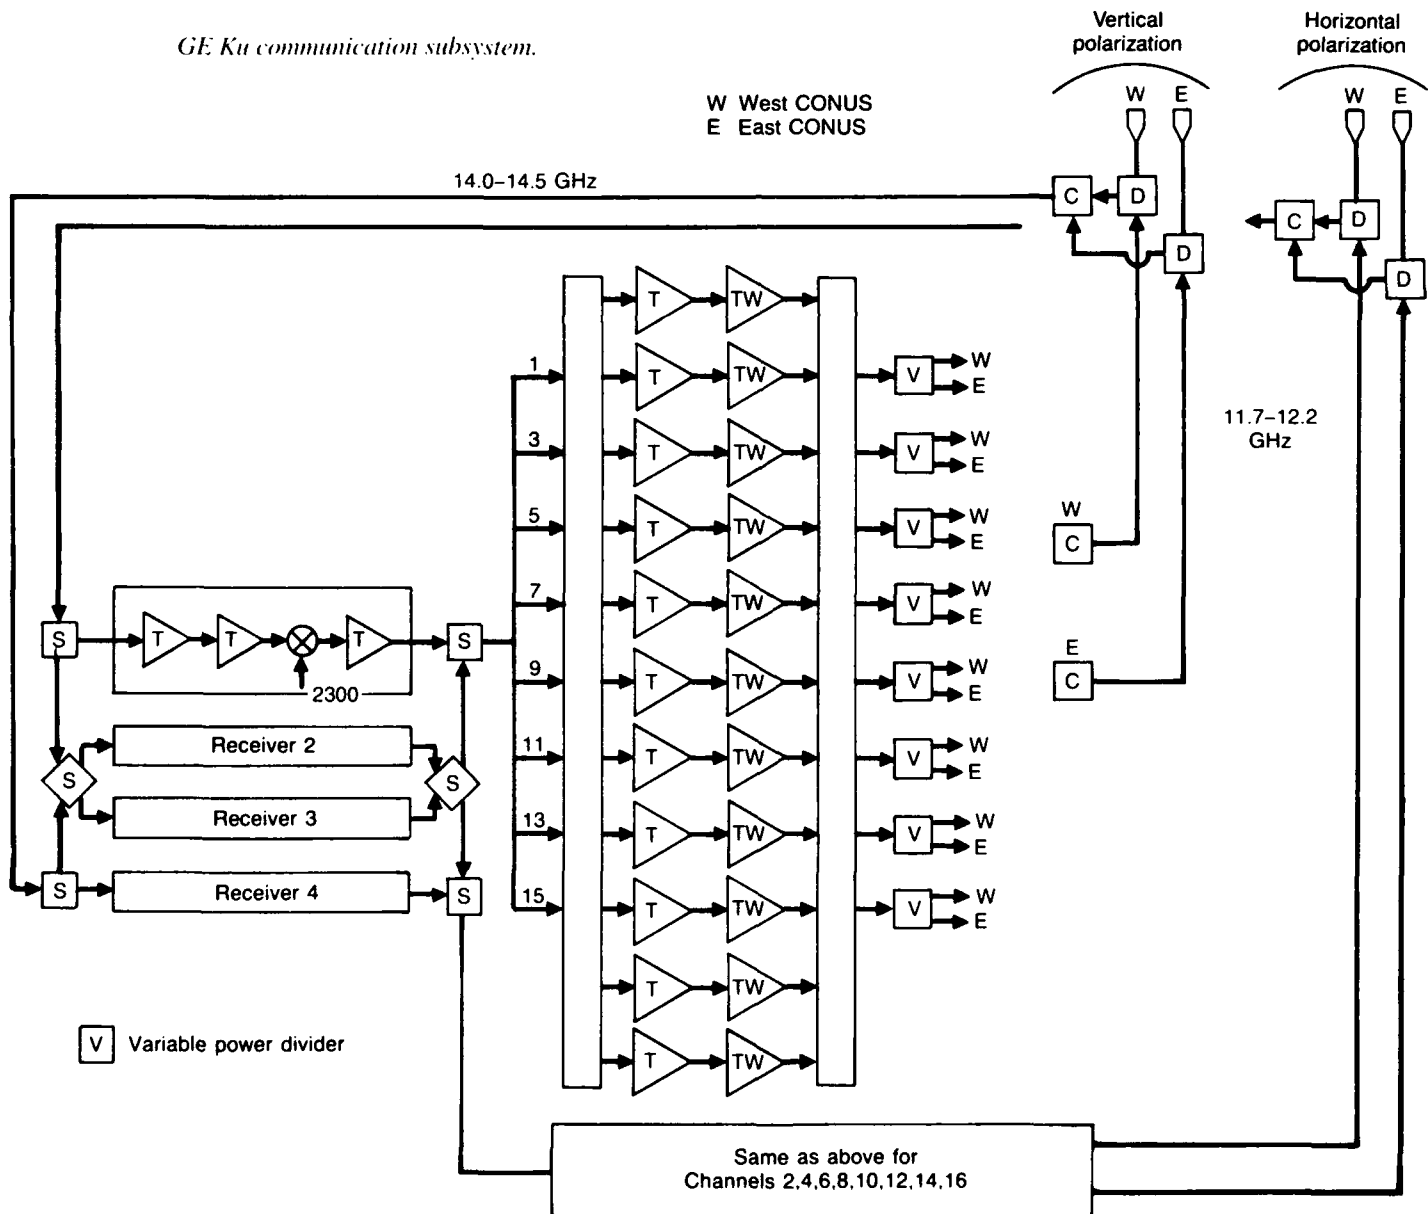 GE Ku communication subsystem.
Vertical
polarization
Horizontal
polarization
W West CONUS
E East CONUS
W E
W E
14.0–14.5 GHz
C D
D
C D
D
T TW
1 T TW V W
E
3 T TW V W
E
5 T TW V W
E
7 T TW V W
E
9 T TW V W
E
11 T TW V W
E
13 T TW V W
E
15 T TW V W
E
T TW
T TW
11.7–12.2
GHz
W
C
E
C
S T T T S
2300
Receiver 2
S S
Receiver 3
S Receiver 4 S
V Variable power divider
Same as above for
Channels 2,4,6,8,10,12,14,16